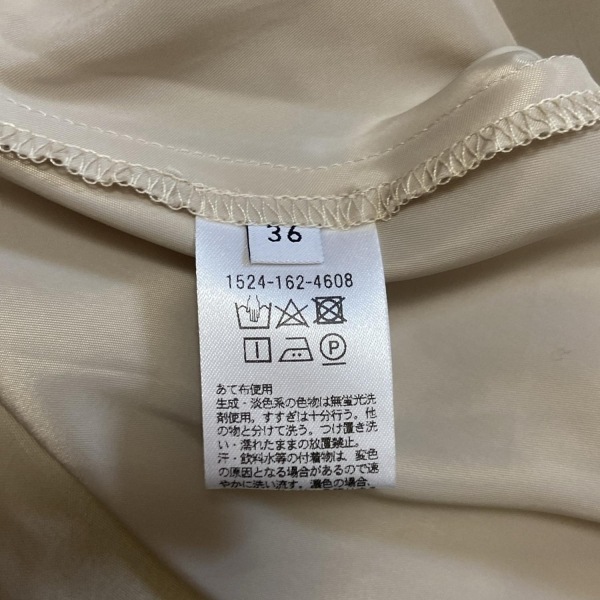 36
1524-162-4608
P
あて布使用
生成・淡色系の色物は無蛍光洗
剤使用。すすぎは十分行う。他
の物と分けて洗う。つけ置き洗
い・濡れたままの放置禁止。
汗・飲料水等の付着物は、変色
の原因となる場合があるので速
やかに洗い流す。濃色の場合、